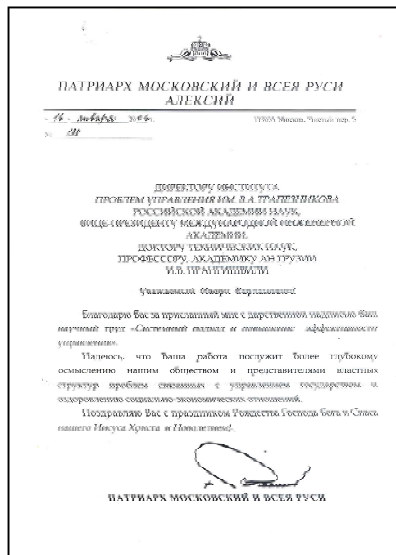 ПАТРИАРХ МОСКОВСКИЙ И ВСЕЯ РУСИ
АЛЕКСИЙ
Москва, Чистый пер. 5
ДИРЕКТОРУ ИНСТИТУТА
ПРОБЛЕМ УПРАВЛЕНИЯ ИМ. В.А.ТРАПЕЗНИКОВА
РОССИЙСКОЙ АКАДЕМИИ НАУК,
ВИЦЕ-ПРЕЗИДЕНТУ МЕЖДУНАРОДНОЙ ИНЖЕНЕРНОЙ
АКАДЕМИИ,
ДОКТОРУ ТЕХНИЧЕСКИХ НАУК,
ПРОФЕССОРУ, АКАДЕМИКУ АН ГРУЗИИ
И.В. ПРАНГИШВИЛИ
Уважаемый
Благодарю Вас за присланный мне с дарственной надписью Ваш
научный труд «Системный подход и повышение эффективности
управления».
Надеюсь, что Ваша работа послужит более глубокому
осмыслению нашим обществом и представителями властных
структур проблем связанных с управлением государством и
оздоровлению социально-экономических отношений.
Поздравляю Вас с праздником Рождества Господа Бога и Спаса
нашего Иисуса Христа и Новолетием!
ПАТРИАРХ МОСКОВСКИЙ И ВСЕЯ РУСИ